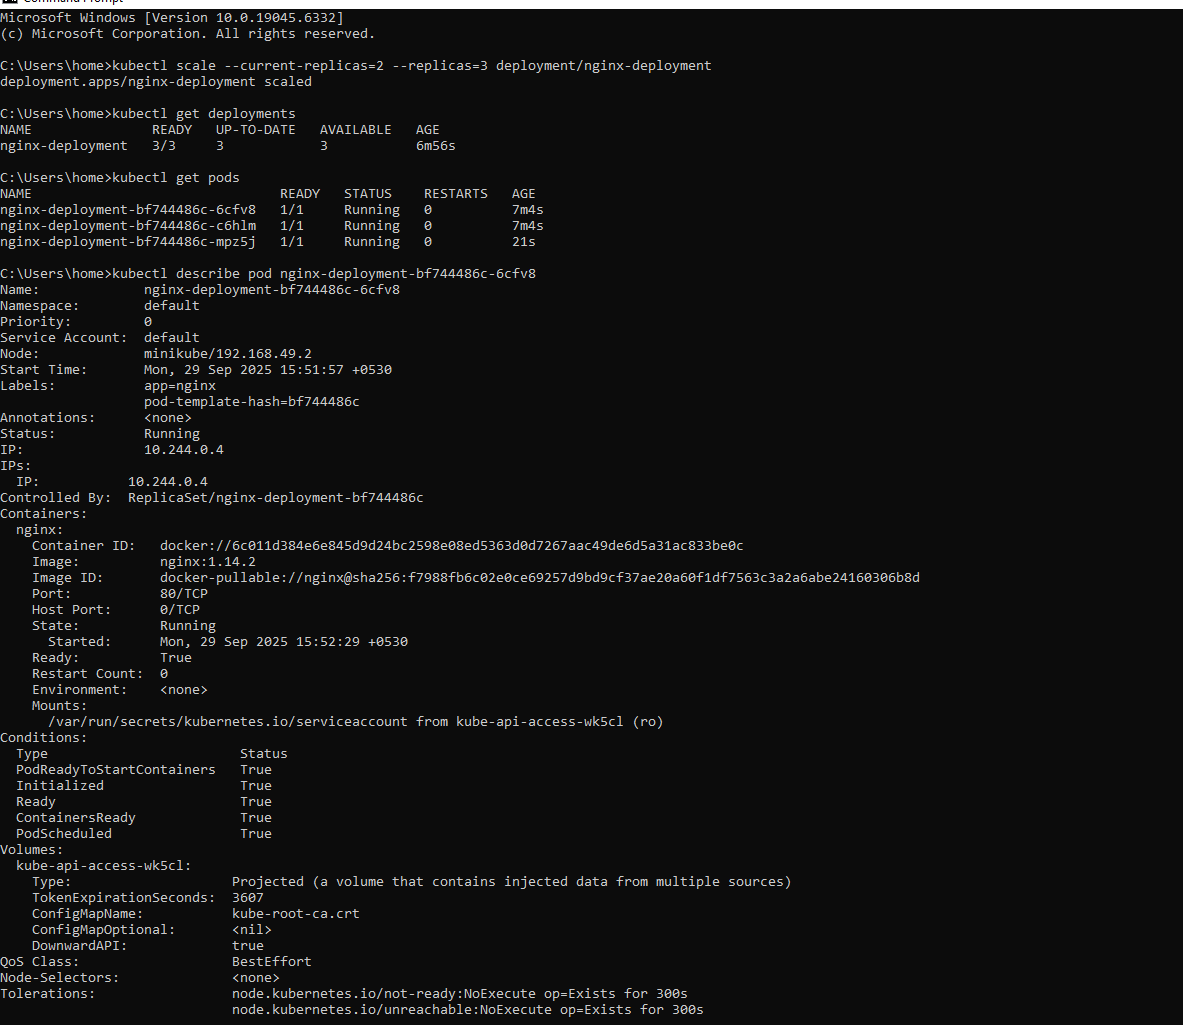 Command Prompt
Microsoft Windows [Version 10.0.19045.6332]
(c) Microsoft Corporation. All rights reserved.
C:\Users\home>kubectl scale --current-replicas=2 --replicas=3 deployment/nginx-deployment
deployment.apps/nginx-deployment scaled
C:\Users\home>kubectl get deployments
NAME READY UP-TO-DATE AVAILABLE AGE
nginx-deployment 3/3 3 3 6m56s
C:\Users\home>kubectl get pods
NAME READY STATUS RESTARTS AGE
nginx-deployment-bf744486c-6cfv8 1/1 Running 0 7m4s
nginx-deployment-bf744486c-c6hlm 1/1 Running 0 7m4s
nginx-deployment-bf744486c-mpz5j 1/1 Running 0 21s
C:\Users\home>kubectl describe pod nginx-deployment-bf744486c-6cfv8
Name: nginx-deployment-bf744486c-6cfv8
Namespace: default
Priority: 0
Service Account: default
Node: minikube/192.168.49.2
Start Time: Mon, 29 Sep 2025 15:51:57 +0530
Labels: app=nginx
pod-template-hash=bf744486c
Annotations: <none>
Status: Running
IP: 10.244.0.4
IPs:
IP: 10.244.0.4
Controlled By: ReplicaSet/nginx-deployment-bf744486c
Containers:
nginx:
Container ID: docker://6c011d384e6e845d9d24bc2598e08ed5363d0d7267aac49de6d5a31ac833be0c
Image: nginx:1.14.2
Image ID: docker-pullable://nginx@sha256:f7988fb6c02e0ce69257d9bd9cf37ae20a60f1df7563c3a2a6abe24160306b8d
Port: 80/TCP
Host Port: 0/TCP
State: Running
Started: Mon, 29 Sep 2025 15:52:29 +0530
Ready: True
Restart Count: 0
Environment: <none>
Mounts:
/var/run/secrets/kubernetes.io/serviceaccount from kube-api-access-wk5cl (ro)
Conditions:
Type Status
PodReadyToStartContainers True
Initialized True
Ready True
ContainersReady True
PodScheduled True
Volumes:
kube-api-access-wk5cl:
Type: Projected (a volume that contains injected data from multiple sources)
TokenExpirationSeconds: 3607
ConfigMapName: kube-root-ca.crt
ConfigMapOptional: <nil>
DownwardAPI: true
QoS Class: BestEffort
Node-Selectors: <none>
Tolerations: node.kubernetes.io/not-ready:NoExecute op=Exists for 300s
node.kubernetes.io/unreachable:NoExecute op=Exists for 300s